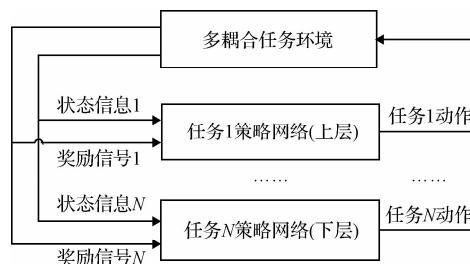 多耦合任务环境
状态信息1
任务1策略网络(上层)
任务1动作
奖励信号1
……
……
状态信息N
任务N策略网络(下层)
任务N动作
奖励信号N